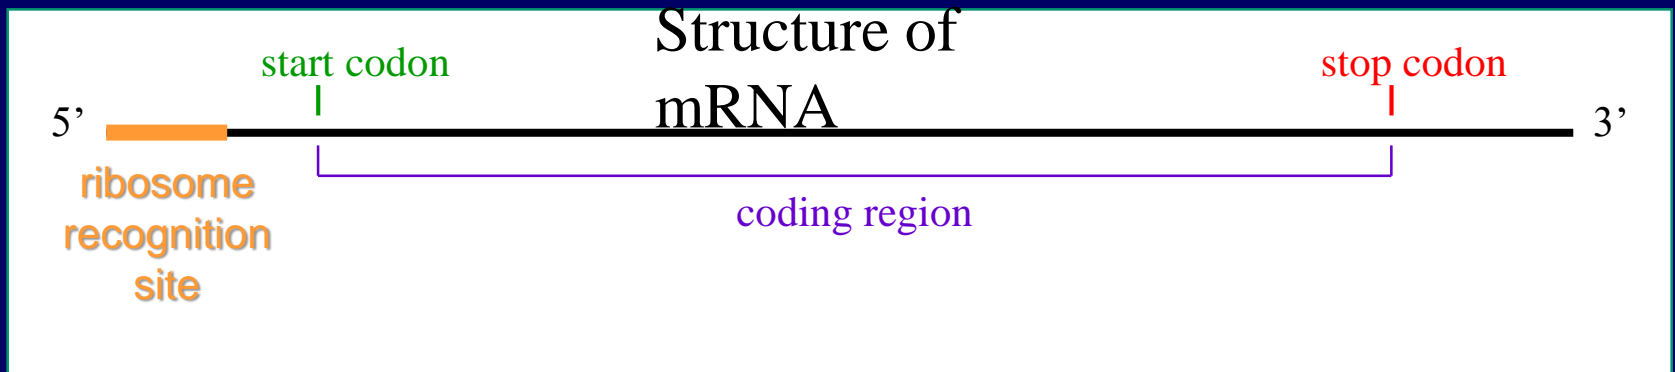 Structure of
mRNA
start codon
stop codon
5’
3’
ribosome
recognition
site
coding region